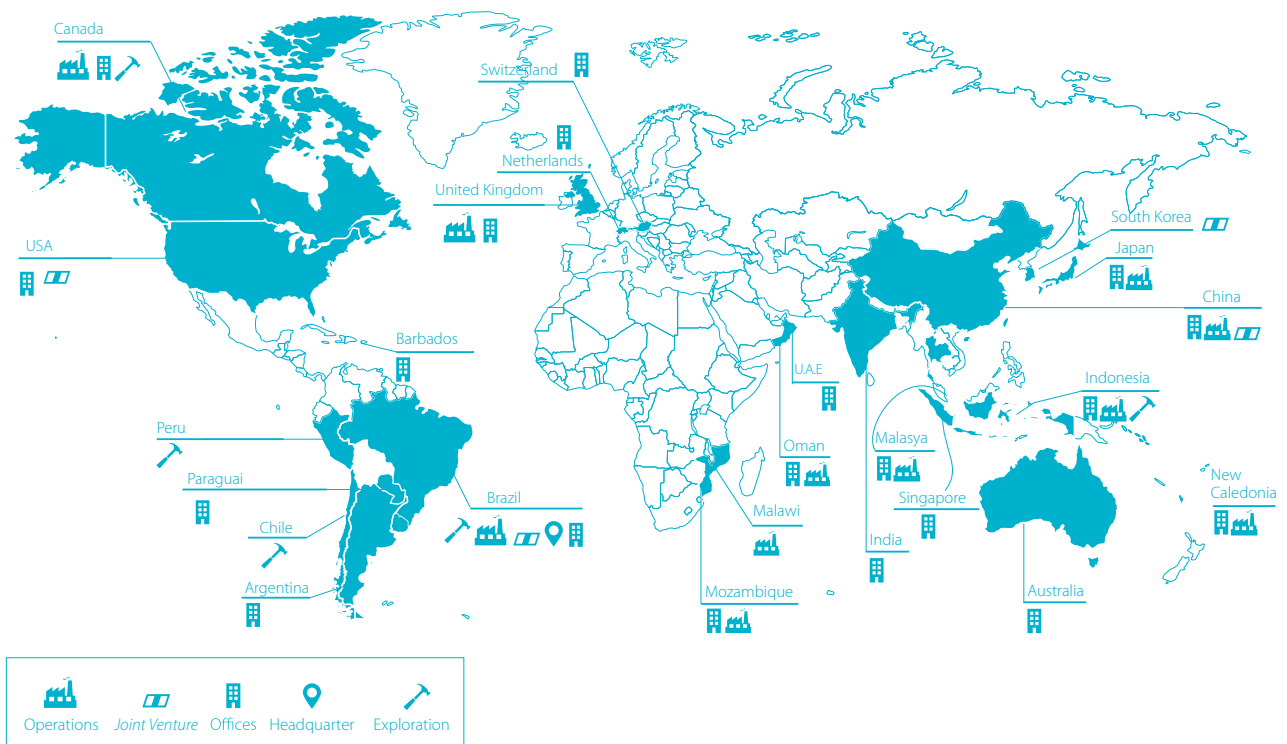 Canada
Switzerland
Netherlands
United Kingdom
South Korea
USA
Japan
China
Barbados
U.A.E
Indonesia
Peru
Oman
Malasya
Paraguai
New
Caledonia
Brazil
Singapore
Malawi
Chile
India
Argentina
Mozambique
Australia
Operations
Joint Venture
Offices
Headquarter
Exploration